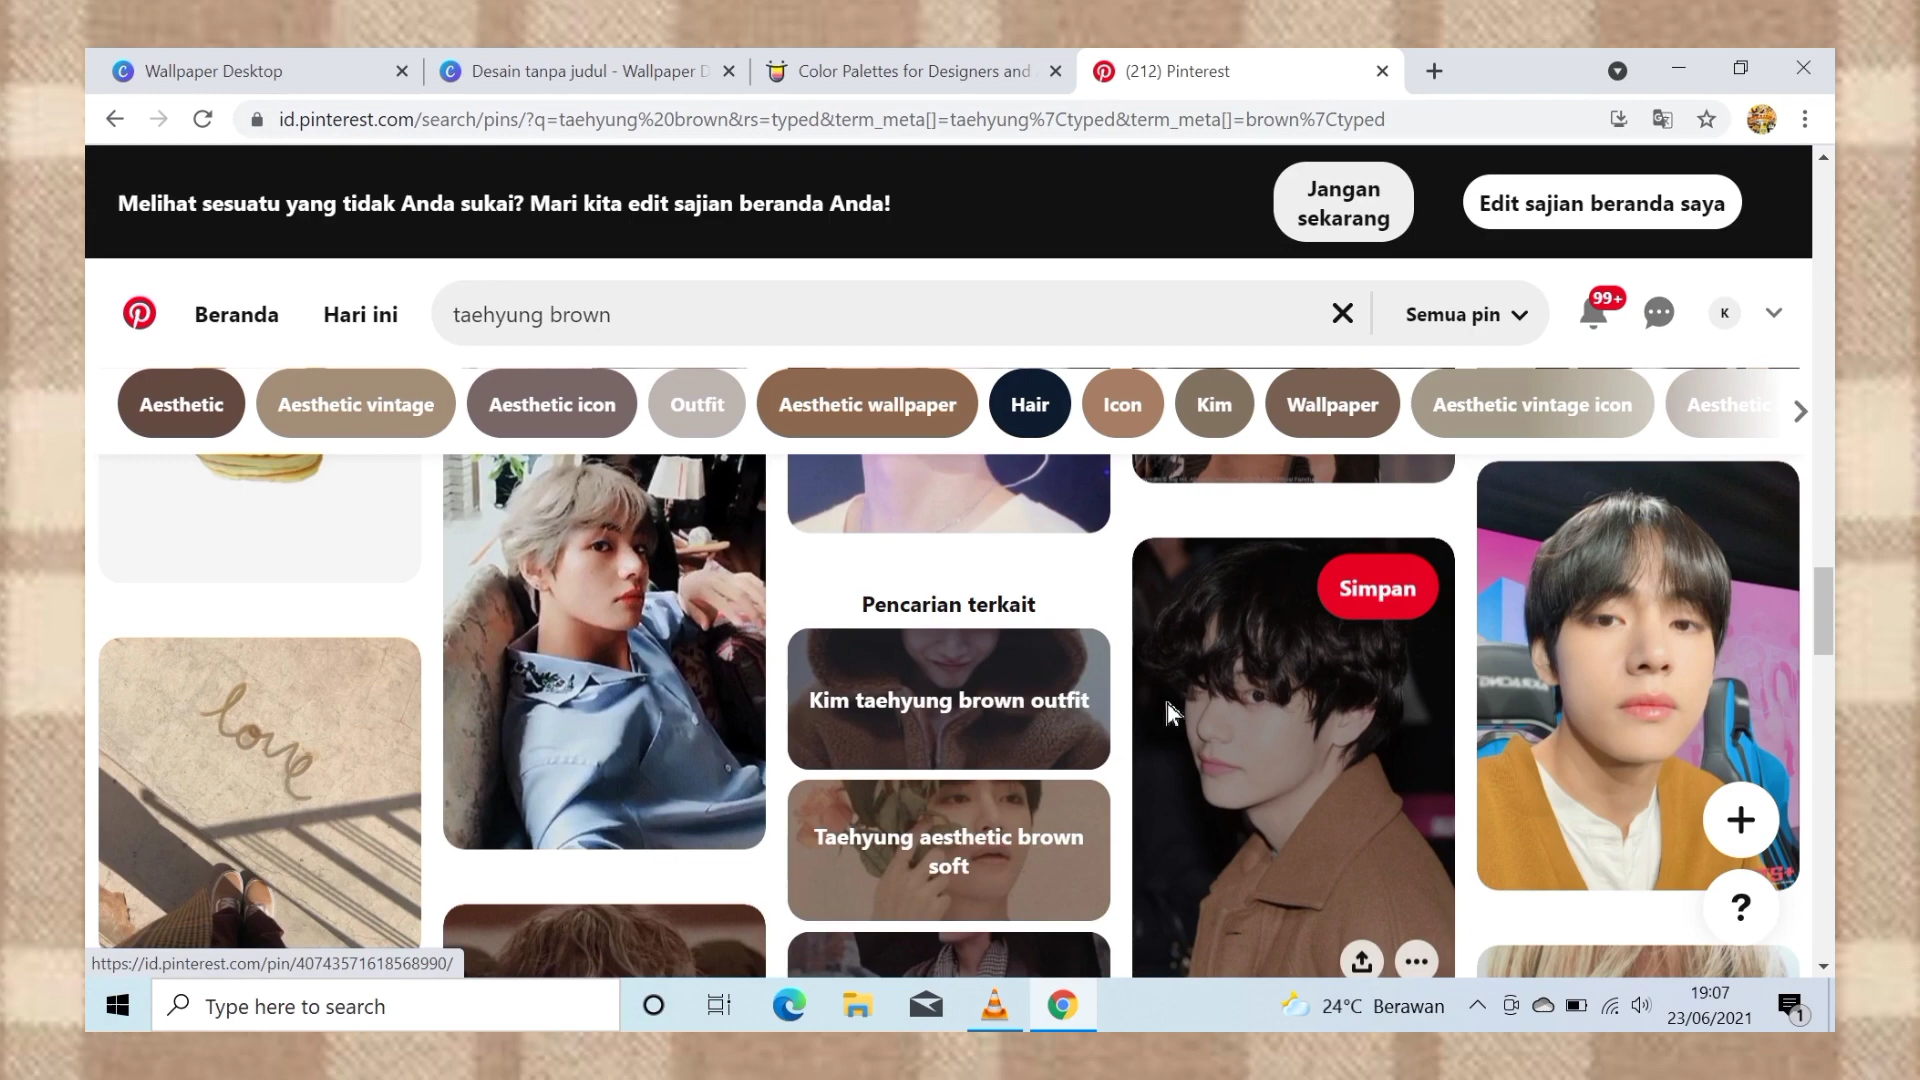 Wallpaper Desktop
Desain tanpa judul - Wallpaper D
Color Palettes for Designers and
(212) Pinterest
id.pinterest.com/search/pins/?q=taehyung%20brown&rs=typed&term_meta[]=taehyung%7Ctyped&term_meta[]=brown%7Ctyped
Melihat sesuatu yang tidak Anda sukai? Mari kita edit sajian beranda Anda!
Jangan
sekarang
Edit sajian beranda saya
Beranda
Hari ini
taehyung brown
Semua pin
99+
K
Aesthetic
Aesthetic vintage
Aesthetic icon
Outfit
Aesthetic wallpaper
Hair
Icon
Kim
Wallpaper
Aesthetic vintage icon
Aesthetic
Simpan
Pencarian terkait
Kim taehyung brown outfit
love
Taehyung aesthetic brown
soft
+
?
https://id.pinterest.com/pin/40743571618568990/
Type here to search
24°C Berawan
19:07
23/06/2021
1